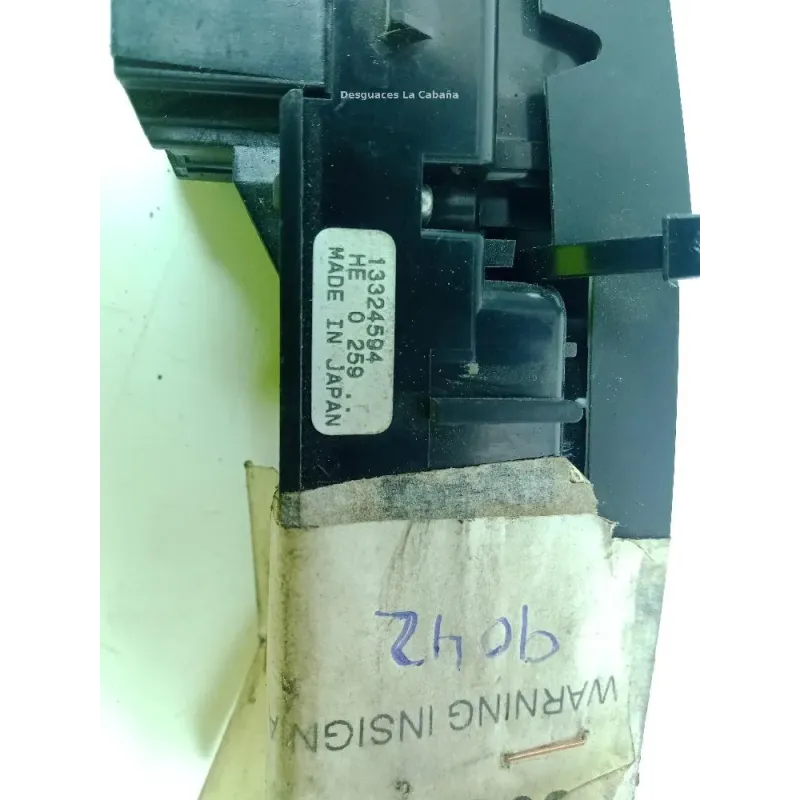 Desguaces La Cabaña
13324594
HE 0 259 ..
MADE IN JAPAN
9042
WARNING INSIGN